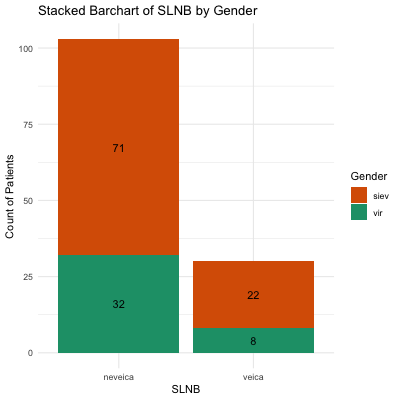 Stacked Barchart of SLNB by Gender
Count of Patients
100
75
50
25
0
71
32
22
8
neveica
veica
SLNB
Gender
siev
vir